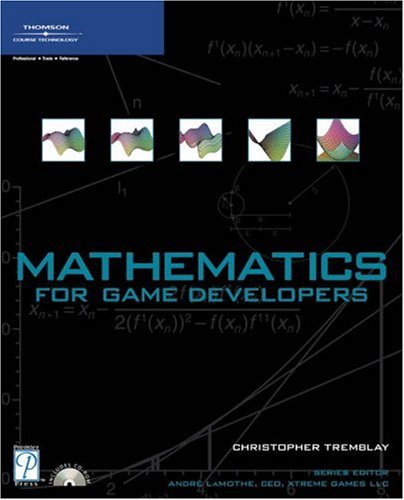 THOMSON
COURSE TECHNOLOGY
Professional ▪ Trade ▪ Reference
MATHEMATICS
FOR GAME DEVELOPERS
CHRISTOPHER TREMBLAY
SERIES EDITOR
ANDRÉ LAMOTHE, CEO, XTREME GAMES LLC
Premier
Press
INCLUDES CD-ROM